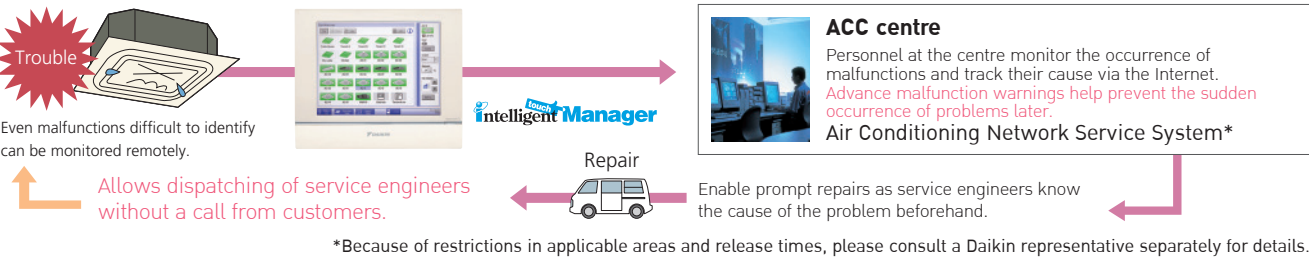 Trouble
Even malfunctions difficult to identify
can be monitored remotely.
intelligent touch Manager
ACC centre
Personnel at the centre monitor the occurrence of
malfunctions and track their cause via the Internet.
Advance malfunction warnings help prevent the sudden
occurrence of problems later.
Air Conditioning Network Service System*
Enable prompt repairs as service engineers know
the cause of the problem beforehand.
Repair
Allows dispatching of service engineers
without a call from customers.
*Because of restrictions in applicable areas and release times, please consult a Daikin representative separately for details.